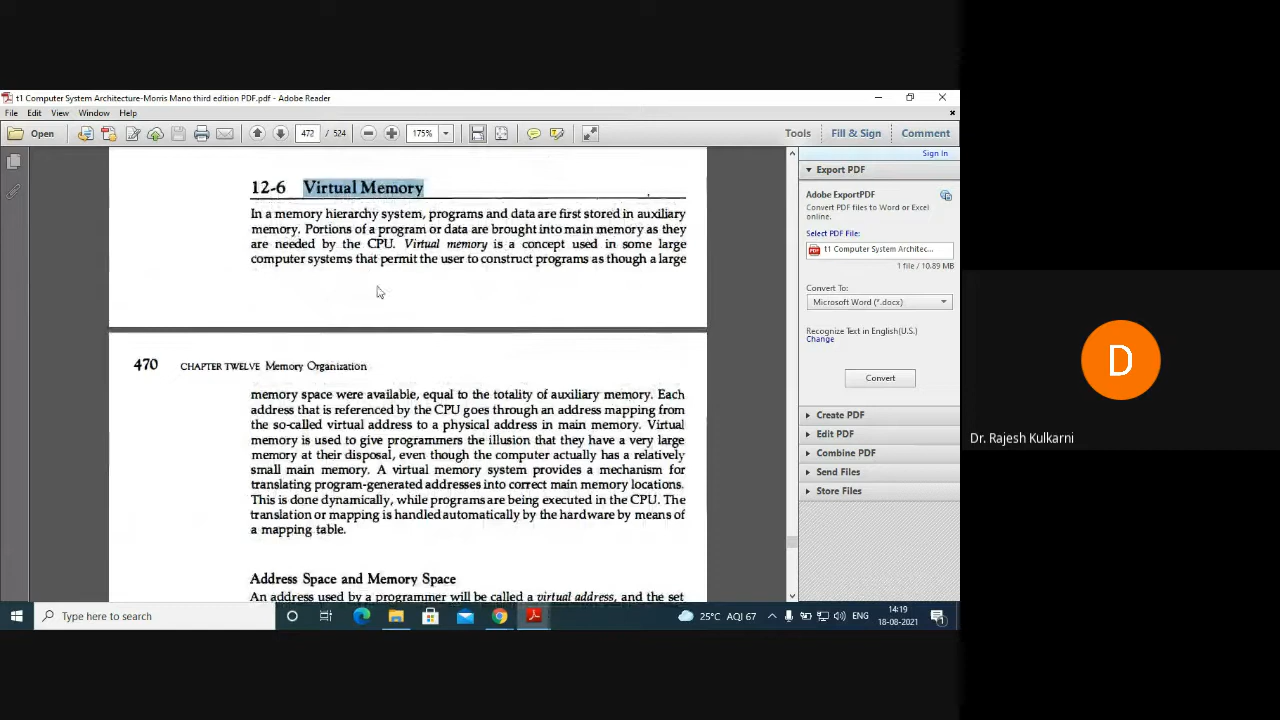 t1 Computer System Architecture-Morris Mano third edition PDF.pdf - Adobe Reader
File Edit View Window Help
Open 472 / 524 175% Tools Fill & Sign Comment
12-6 Virtual Memory
In a memory hierarchy system, programs and data are first stored in auxiliary
memory. Portions of a program or data are brought into main memory as they
are needed by the CPU. Virtual memory is a concept used in some large
computer systems that permit the user to construct programs as though a large
470 CHAPTER TWELVE Memory Organization
memory space were available, equal to the totality of auxiliary memory. Each
address that is referenced by the CPU goes through an address mapping from
the so-called virtual address to a physical address in main memory. Virtual
memory is used to give programmers the illusion that they have a very large
memory at their disposal, even though the computer actually has a relatively
small main memory. A virtual memory system provides a mechanism for
translating program-generated addresses into correct main memory locations.
This is done dynamically, while programs are being executed in the CPU. The
translation or mapping is handled automatically by the hardware by means of
a mapping table.
Address Space and Memory Space
An address used by a programmer will be called a virtual address, and the set
Sign In
Export PDF
Adobe ExportPDF
Convert PDF files to Word or Excel
online.
Select PDF File:
t1 Computer System Architec...
1 file / 10.89 MB
Convert To:
Microsoft Word (*.docx)
Recognize Text in English(U.S.)
Change
Convert
Create PDF
Edit PDF
Combine PDF
Send Files
Store Files
D
Dr. Rajesh Kulkarni
Type here to search
25°C AQI 67
ENG
14:19
18-08-2021